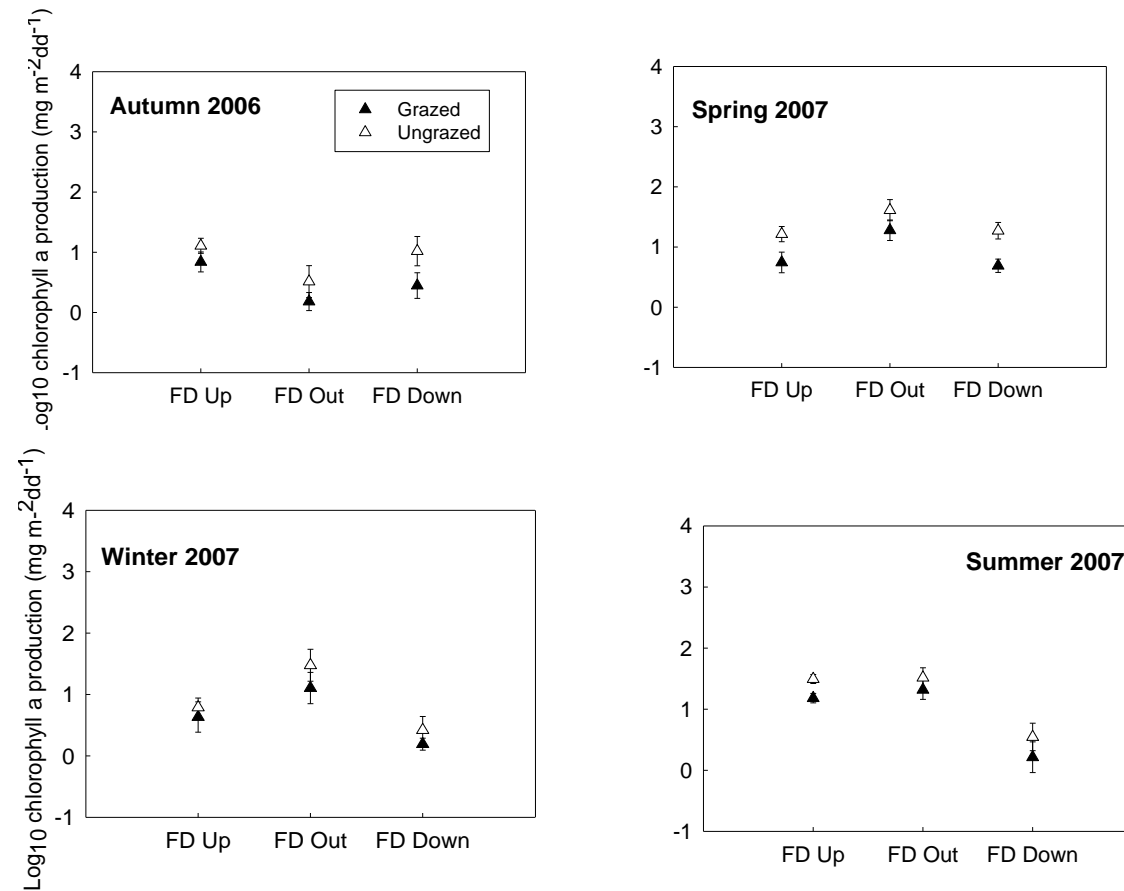 -og10 chlorophyll a production (mg m-2dd-1)
4
3
2
1
0
-1
Autumn 2006
Grazed
Ungrazed
FD Up FD Out FD Down
4
3
2
1
0
-1
Spring 2007
FD Up FD Out FD Down
Log10 chlorophyll a production (mg m-2dd-1)
4
3
2
1
0
-1
Winter 2007
FD Up FD Out FD Down
4
3
2
1
0
-1
Summer 2007
FD Up FD Out FD Down